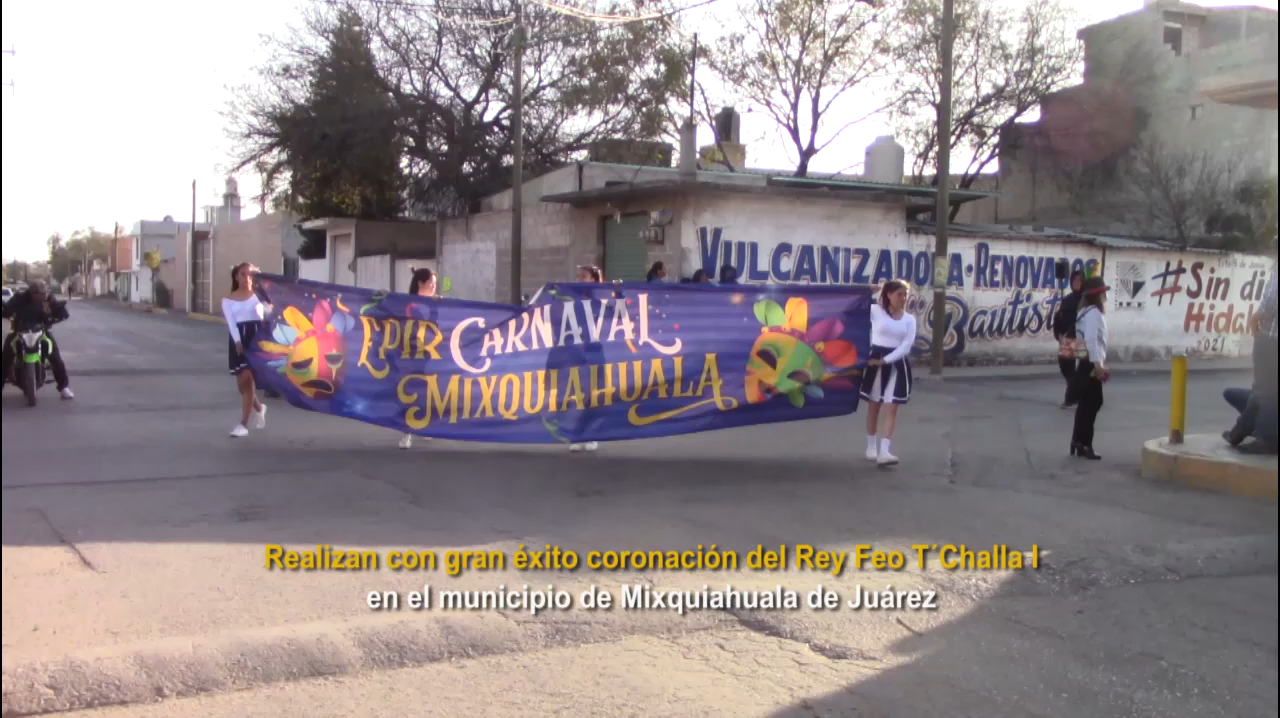 EPIR CARNAVAL
MIXQUIAHUALA
VULCANIZADORA - RENOVADOS
Bautista
#Sin di
Hidal
2021
Realizan con gran éxito coronación del Rey Feo T´Challa I
en el municipio de Mixquiahuala de Juárez